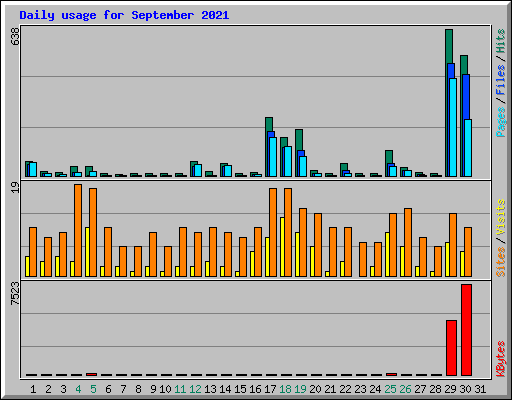 Daily usage for September 2021
638
Pages / Files / Hits
19
Sites / Visits
7523
KBytes
1 2 3 4 5 6 7 8 9 10 11 12 13 14 15 16 17 18 19 20 21 22 23 24 25 26 27 28 29 30 31